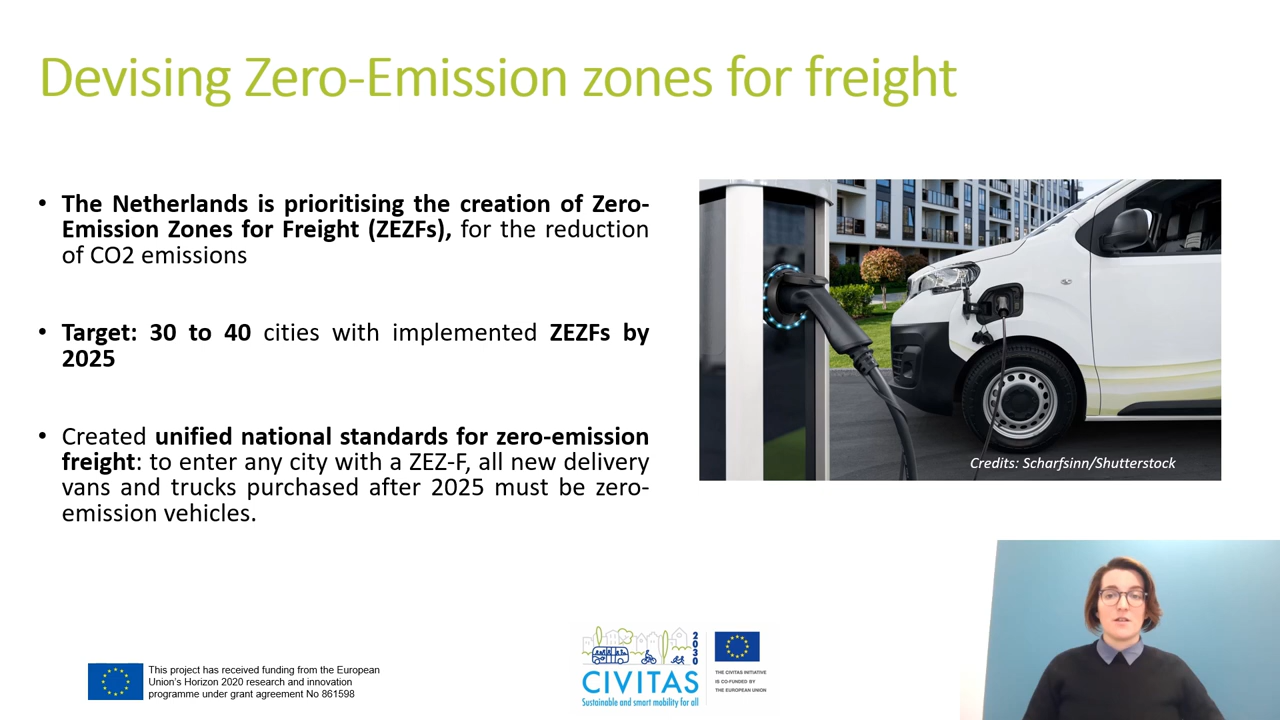 Devising Zero-Emission zones for freight
• The Netherlands is prioritising the creation of Zero-
Emission Zones for Freight (ZEZFs), for the reduction
of CO2 emissions
• Target: 30 to 40 cities with implemented ZEZFs by
2025
• Created unified national standards for zero-emission
freight: to enter any city with a ZEZ-F, all new delivery
vans and trucks purchased after 2025 must be zero-
emission vehicles.
Credits: Scharfsinn/Shutterstock
This project has received funding from the European
Union's Horizon 2020 research and innovation
programme under grant agreement No 861598
2030
CIVITAS
Sustainable and smart mobility for all
THE CIVITAS INITIATIVE
IS CO-FUNDED BY
THE EUROPEAN UNION